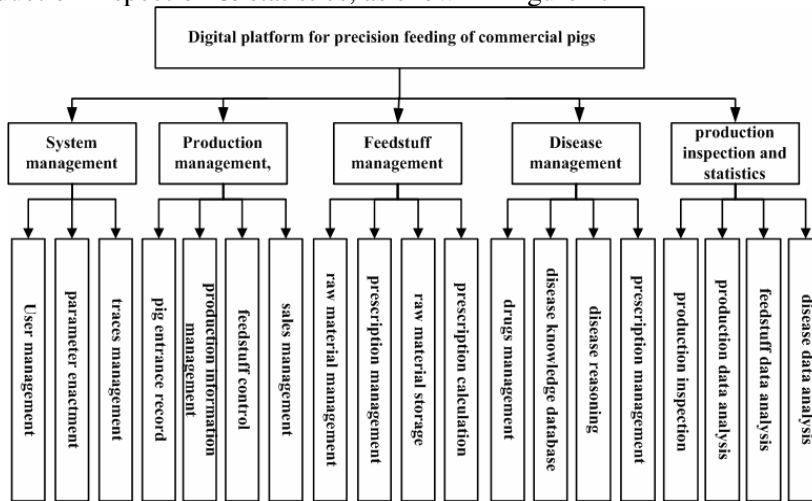 Digital platform for precision feeding of commercial pigs
System
management
Production
management,
Feedstuff
management
Disease
management
production
inspection and
statistics
User management
parameter enactment
traces management
pig entrance record
production information
management
feedstuff control
sales management
raw material management
prescription management
raw material storage
prescription calculation
drugs management
disease knowledge database
disease reasoning
prescription management
production inspection
production data analysis
feedstuff data analysis
disease data analysis